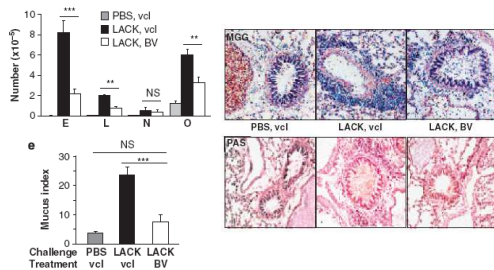 Number (x10⁻⁵)
10
8
6
4
2
0
***
**
NS
**
PBS, vcl
LACK, vcl
LACK, BV
E L N O
e
Mucus index
30
20
10
0
NS
***
Challenge PBS LACK LACK
Treatment vcl vcl BV
MGG
PBS, vcl LACK, vcl LACK, BV
PAS